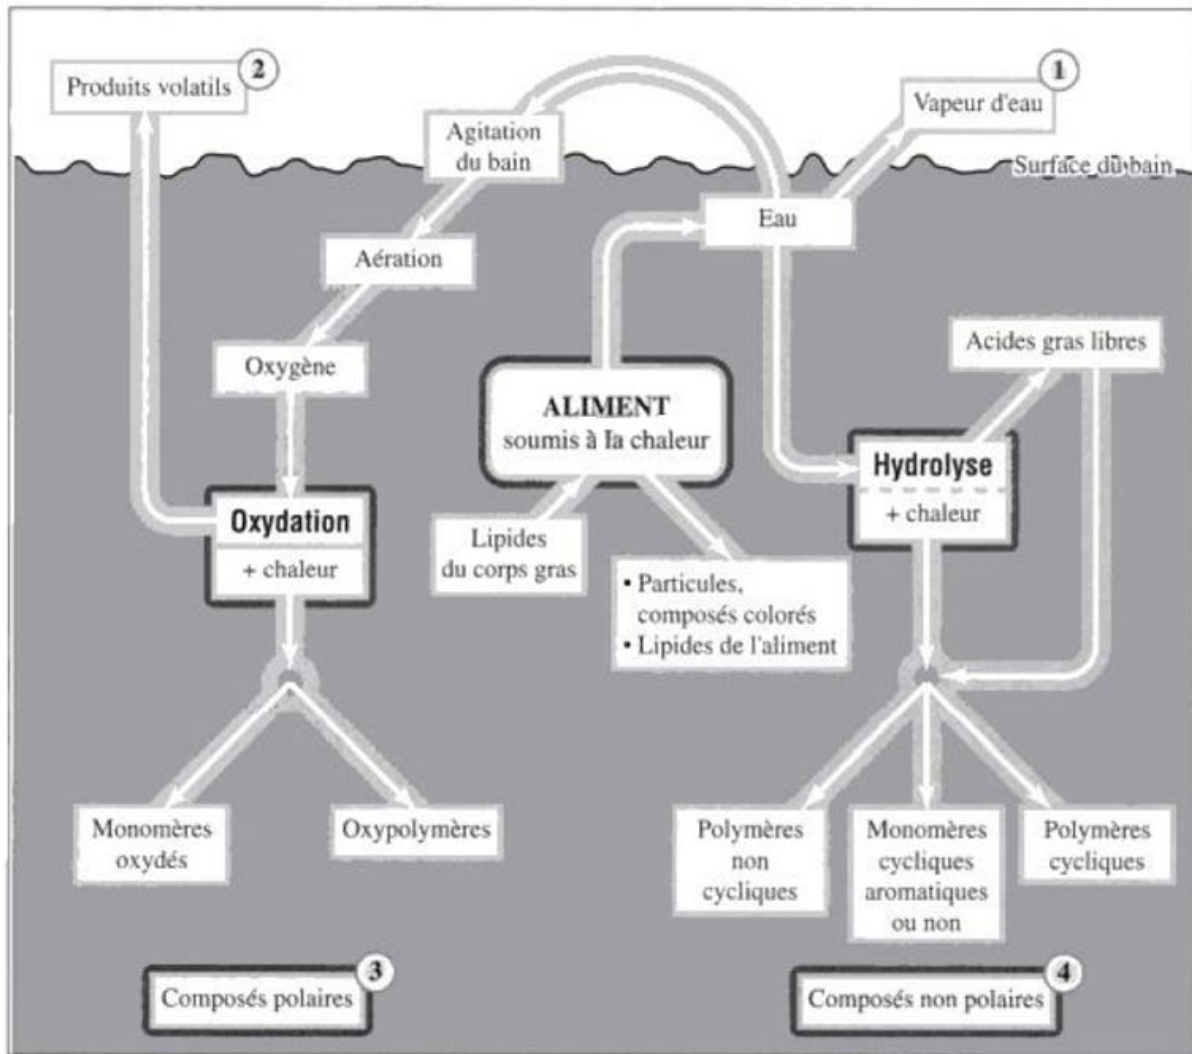 2
Produits volatils
1
Vapeur d'eau
Agitation
du bain
Surface du bain
Eau
Aération
Oxygène
Acides gras libres
ALIMENT
soumis à la chaleur
Hydrolyse
+ chaleur
Oxydation
+ chaleur
Lipides
du corps gras
• Particules,
composés colorés
• Lipides de l'aliment
Monomères
oxydés
Oxypolymères
Polymères
non
cycliques
Monomères
cycliques
aromatiques
ou non
Polymères
cycliques
3
Composés polaires
4
Composés non polaires